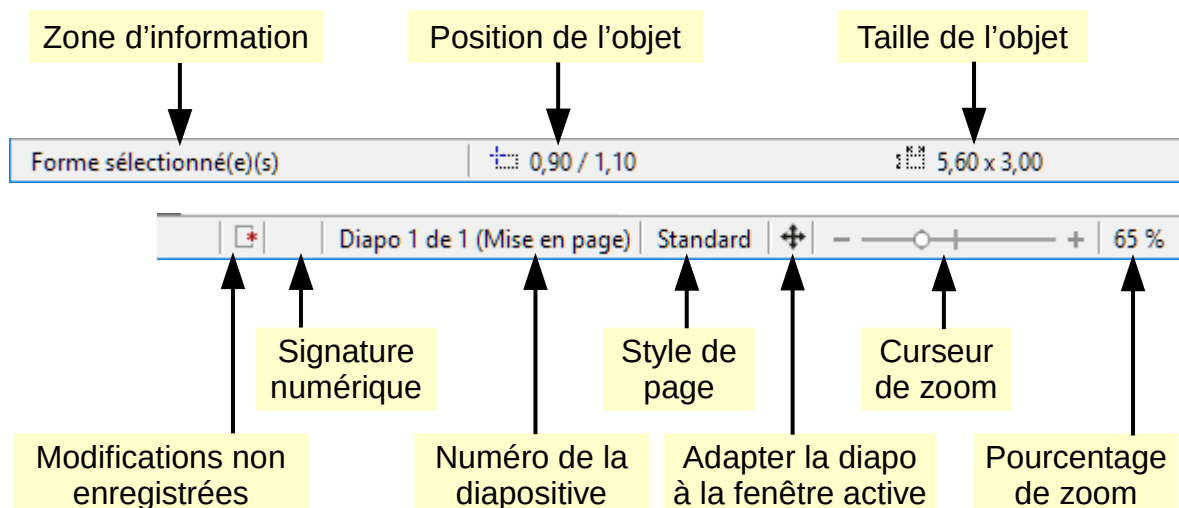 Zone d’information
Position de l’objet
Taille de l’objet
Forme sélectionné(e)(s)
0,90 / 1,10
5,60 x 3,00
Diapo 1 de 1 (Mise en page)
Standard
65 %
Signature
numérique
Style de
page
Curseur
de zoom
Modifications non
enregistrées
Numéro de la
diapositive
Adapter la diapo
à la fenêtre active
Pourcentage
de zoom